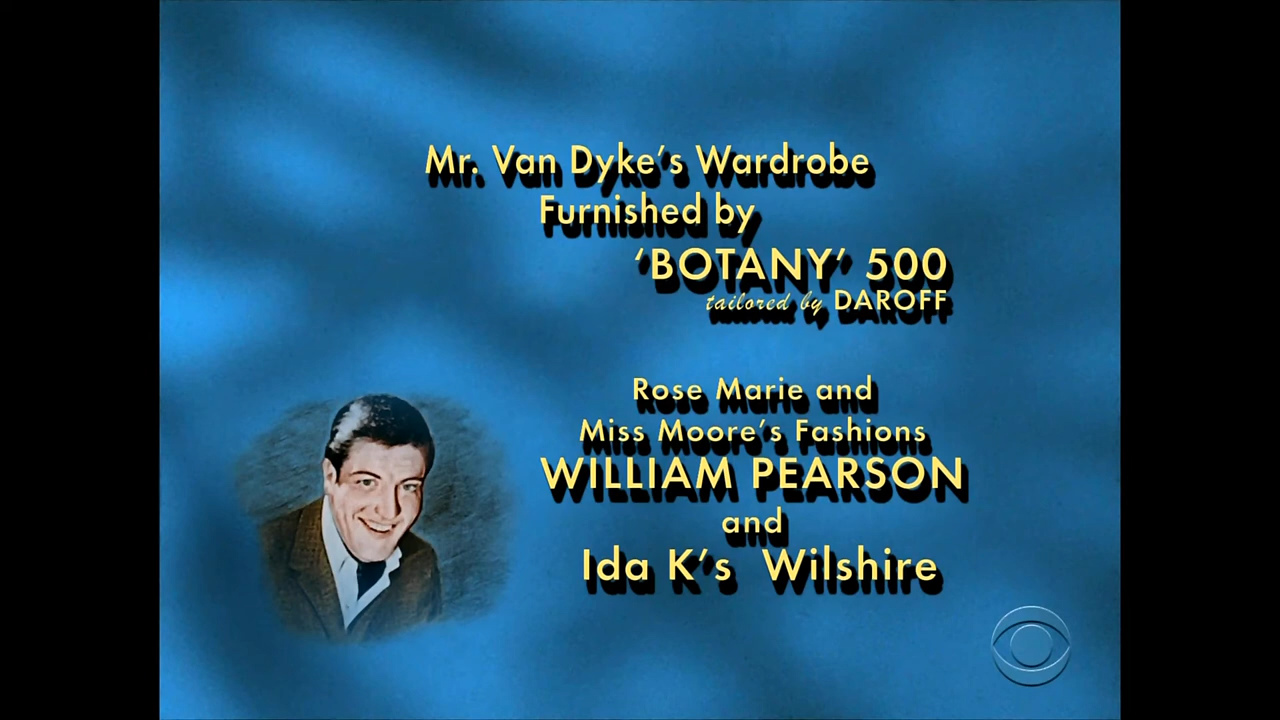 Mr. Van Dyke's Wardrobe
Furnished by
'BOTANY' 500
tailored by DAROFF
Rose Marie and
Miss Moore's Fashions
WILLIAM PEARSON
and
Ida K's Wilshire